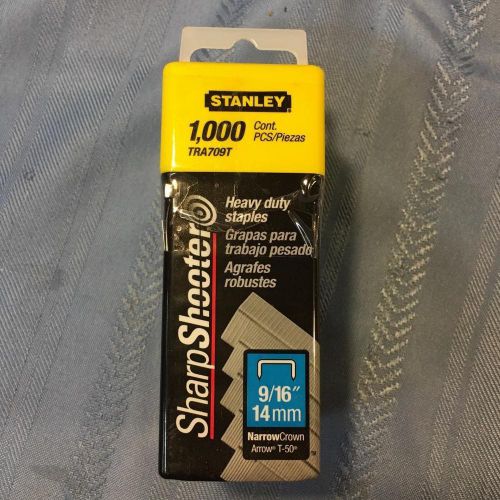 STANLEY
1,000 Cont. PCS/Piezas
TRA709T
SharpShooter
Heavy duty
staples
Grapas para
trabajo pesado
Agrafes
robustes
9/16"
14mm
NarrowCrown
Arrow® T-50®
TM